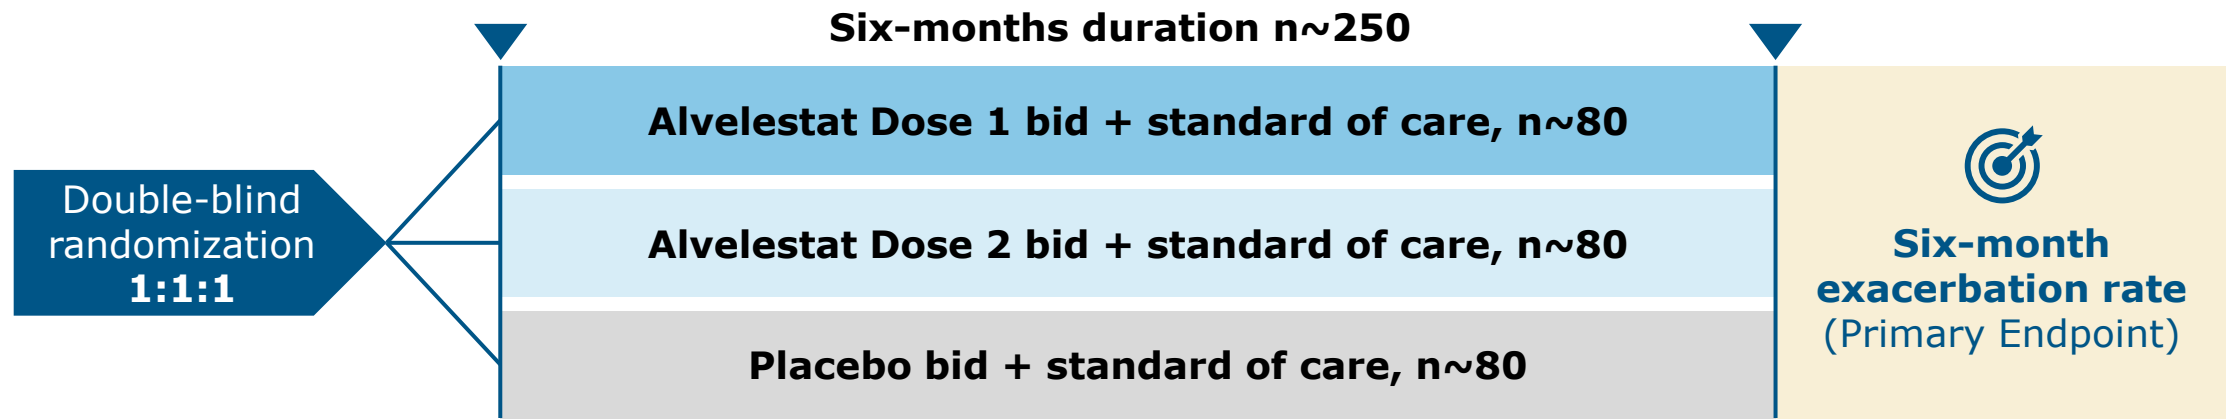 Six-months duration n~250
Double-blind
randomization
1:1:1
Alvelestat Dose 1 bid + standard of care, n~80
Alvelestat Dose 2 bid + standard of care, n~80
Placebo bid + standard of care, n~80
Six-month
exacerbation rate
(Primary Endpoint)